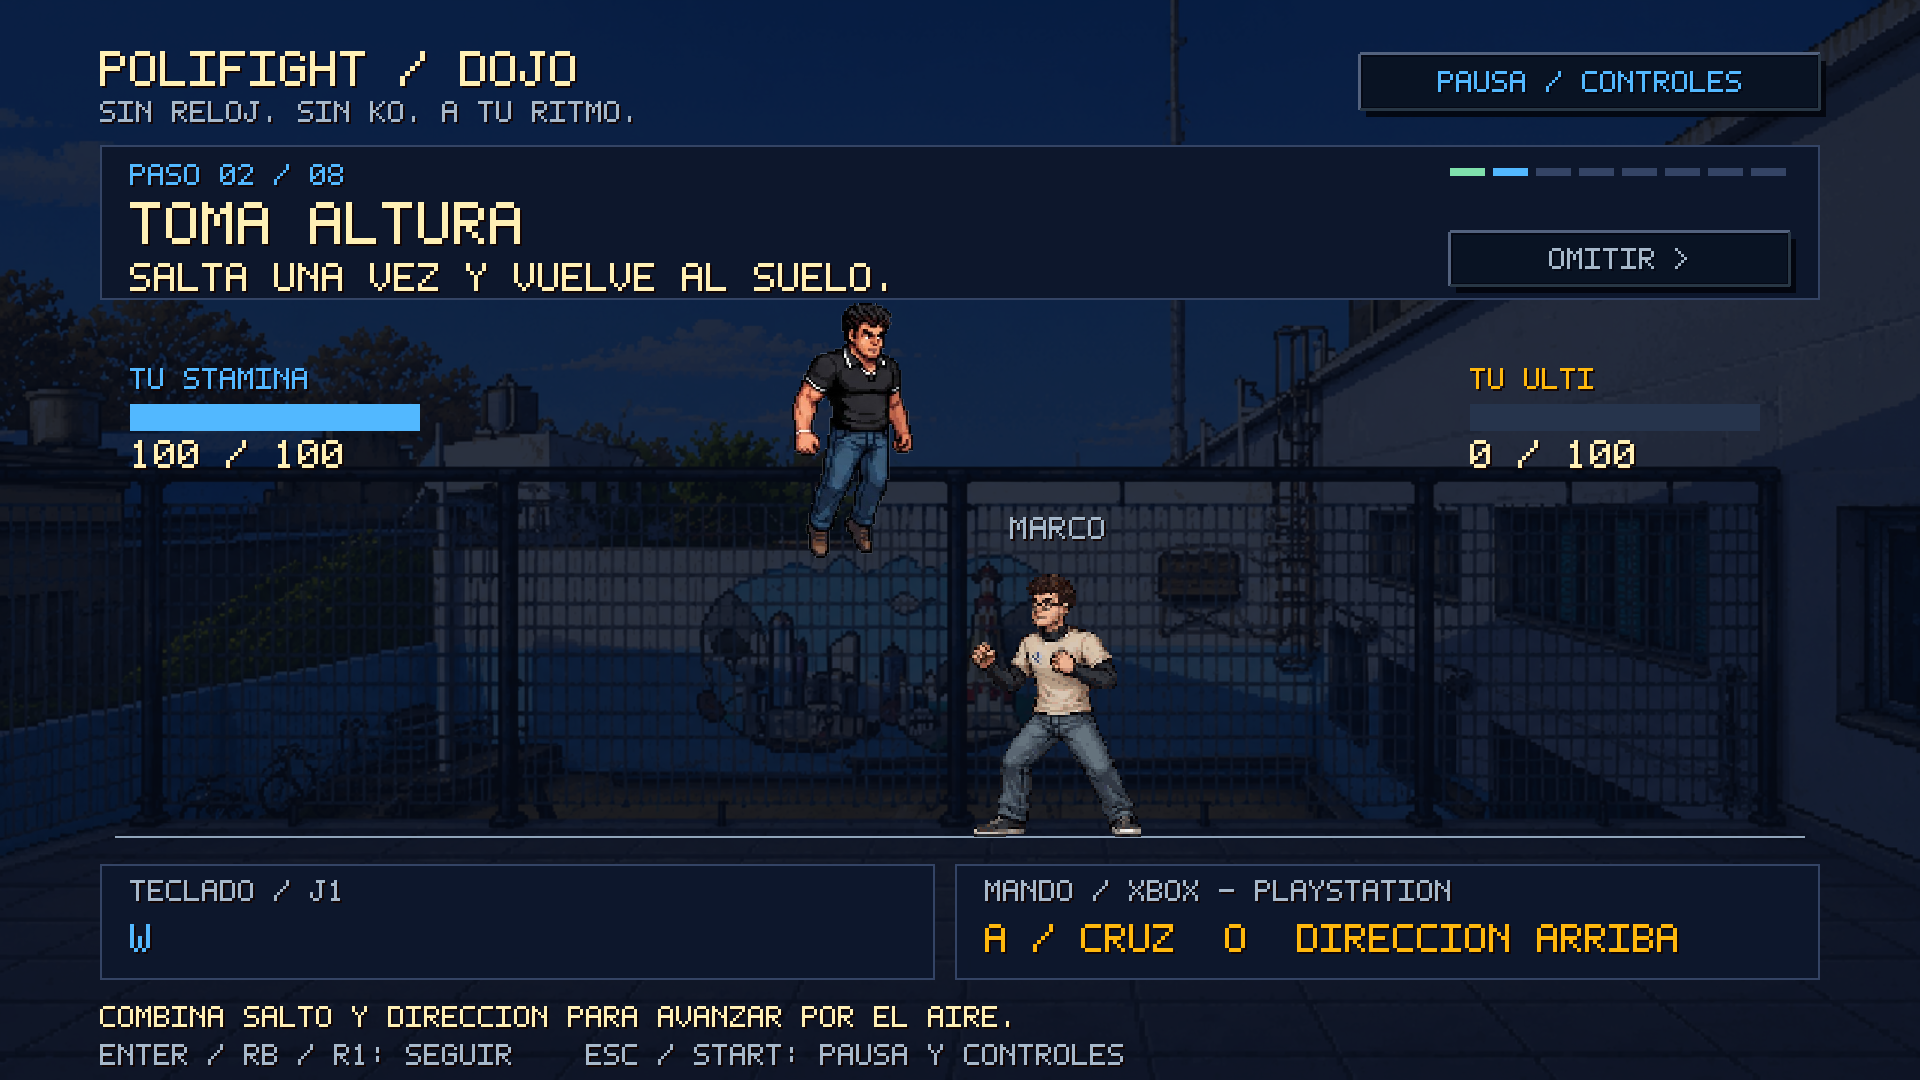 POLIFIGHT / DOJO
SIN RELOJ. SIN KO. A TU RITMO.
PAUSA / CONTROLES
PASO 02 / 08
TOMA ALTURA
SALTA UNA VEZ Y VUELVE AL SUELO.
OMITIR >
TU STAMINA
100 / 100
TU ULTI
0 / 100
MARCO
TECLADO / J1
W
MANDO / XBOX - PLAYSTATION
A / CRUZ O DIRECCION ARRIBA
COMBINA SALTO Y DIRECCION PARA AVANZAR POR EL AIRE.
ENTER / RB / R1: SEGUIR ESC / START: PAUSA Y CONTROLES